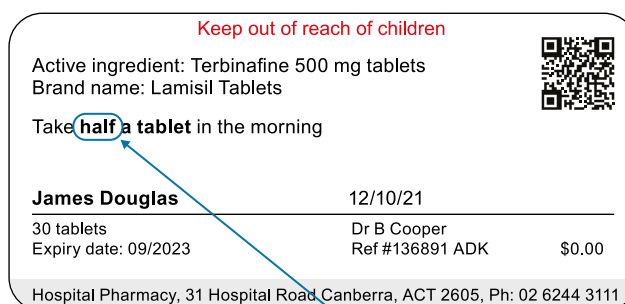 Keep out of reach of children
Active ingredient: Terbinafine 500 mg tablets
Brand name: Lamisil Tablets
Take half a tablet in the morning
James Douglas 12/10/21
30 tablets Dr B Cooper
Expiry date: 09/2023 Ref #136891 ADK $0.00
Hospital Pharmacy, 31 Hospital Road Canberra, ACT 2605, Ph: 02 6244 3111